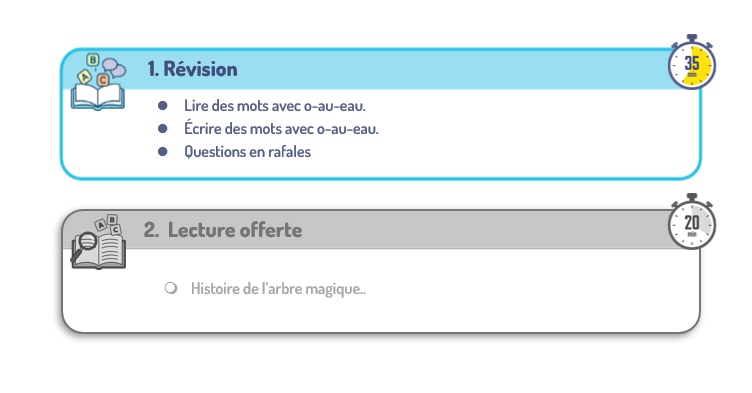 1. Révision
35
min
Lire des mots avec o-au-eau.
Écrire des mots avec o-au-eau.
Questions en rafales
2. Lecture offerte
20
min
Histoire de l'arbre magique..
A
B
C
A
B
C